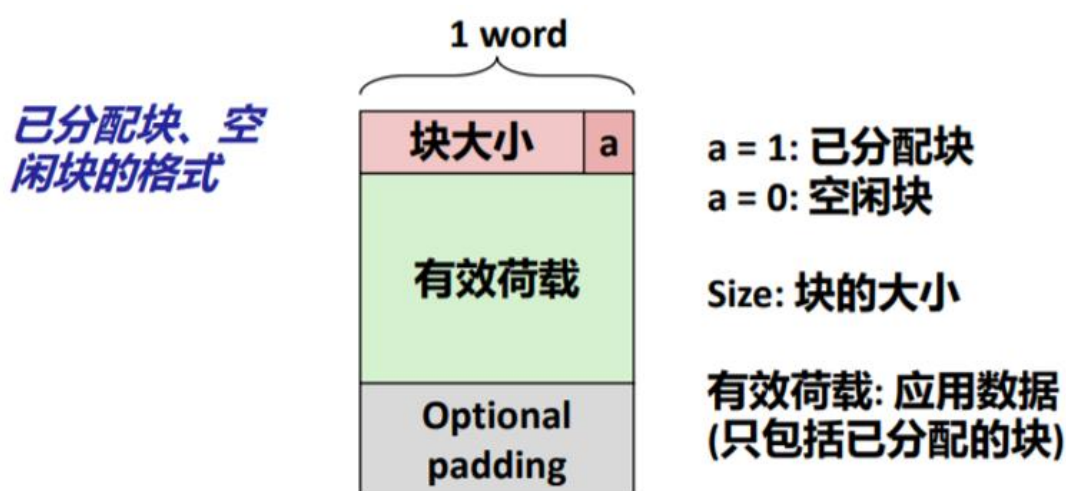 1 word
已分配块、空
闲块的格式
块大小
a
a = 1: 已分配块
a = 0: 空闲块
有效荷载
Size: 块的大小
有效荷载: 应用数据
(只包括已分配的块)
Optional
padding